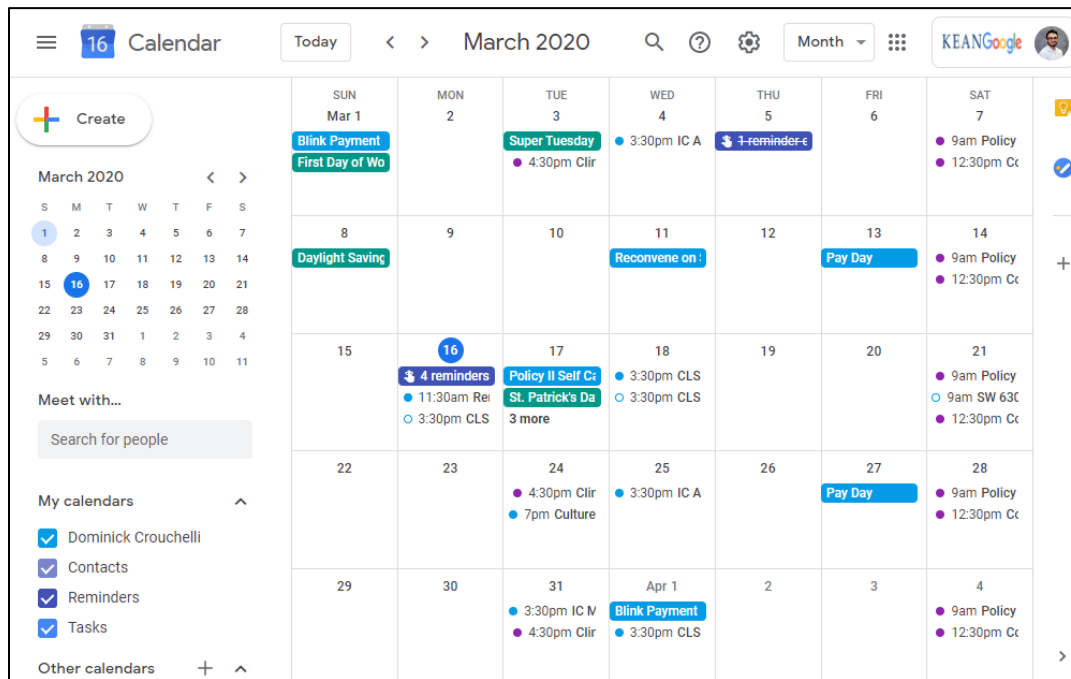 16 Calendar Today March 2020 Month KEANGoogle
Create
March 2020
S M T W T F S
1 2 3 4 5 6 7
8 9 10 11 12 13 14
15 16 17 18 19 20 21
22 23 24 25 26 27 28
29 30 31 1 2 3 4
5 6 7 8 9 10 11
Meet with...
Search for people
My calendars
Dominick Crouchelli
Contacts
Reminders
Tasks
Other calendars
SUN MON TUE WED THU FRI SAT
Mar 1 2 3 4 5 6 7
Blink Payment Super Tuesday 3:30pm IC A 1 reminder c 9am Policy
First Day of Wo 4:30pm Clir 12:30pm Co
8 9 10 11 12 13 14
Daylight Saving Reconvene on Pay Day 9am Policy
12:30pm Co
15 16 17 18 19 20 21
4 reminders Policy II Self Ca 3:30pm CLS 9am Policy
11:30am Rei St. Patrick's Da 3:30pm CLS 9am SW 630
3:30pm CLS 3 more 12:30pm Co
22 23 24 25 26 27 28
4:30pm Clir 3:30pm IC A Pay Day 9am Policy
7pm Culture 12:30pm Co
29 30 31 Apr 1 2 3 4
3:30pm IC M Blink Payment 9am Policy
4:30pm Clir 3:30pm CLS 12:30pm Co